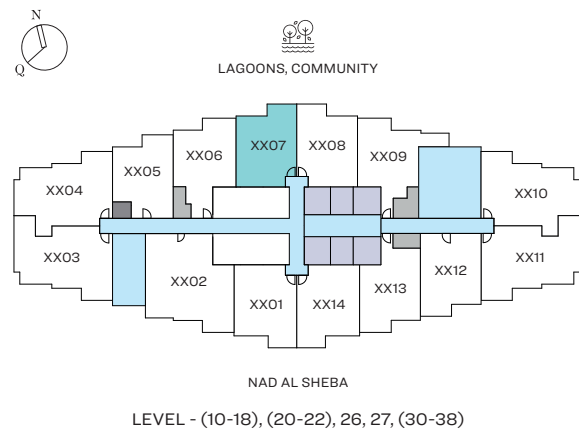 N
Q
LAGOONS, COMMUNITY
XX07
XX08
XX06
XX09
XX05
XX04
XX10
XX03
XX02
XX12
XX11
XX13
XX01
XX14
NAD AL SHEBA
LEVEL - (10-18), (20-22), 26, 27, (30-38)